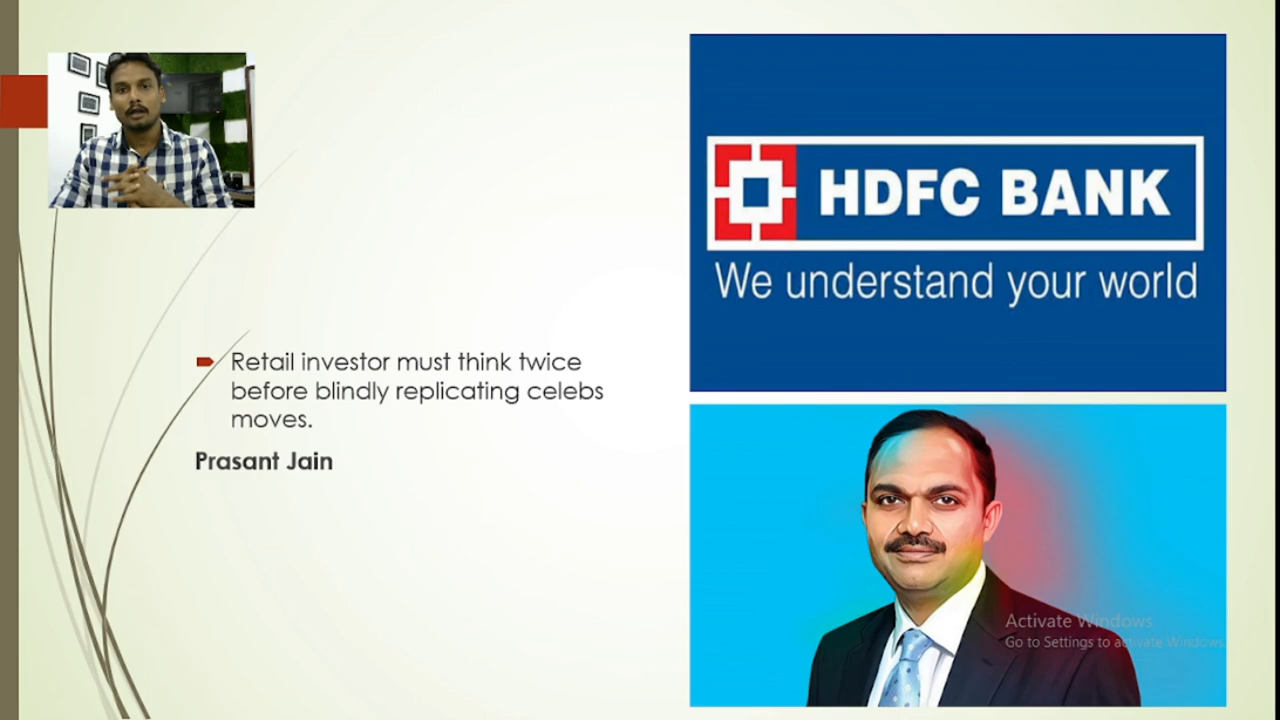 HDFC BANK
We understand your world
Retail investor must think twice
before blindly replicating celebs
moves.
Prasant Jain
Activate Windows
Go to Settings to activate Windows.